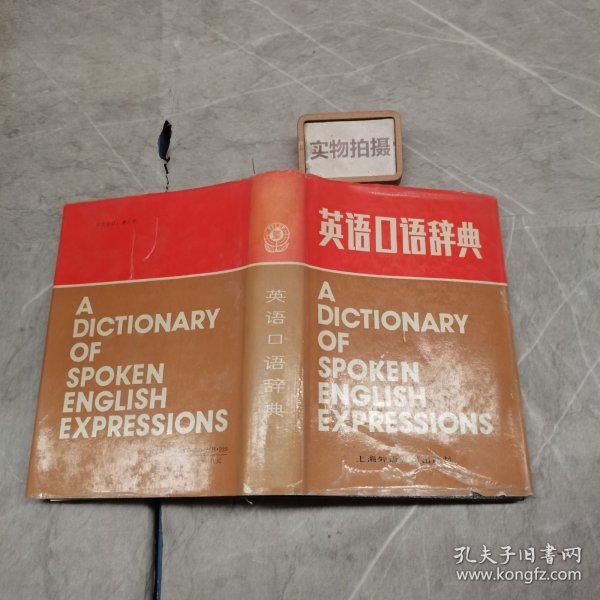 实物拍摄
A
DICTIONARY
OF
SPOKEN
ENGLISH
EXPRESSIONS
英语口语辞典
英语口语辞典
A
DICTIONARY
OF
SPOKEN
ENGLISH
EXPRESSIONS
孔夫子旧书网
www.kongfz.com